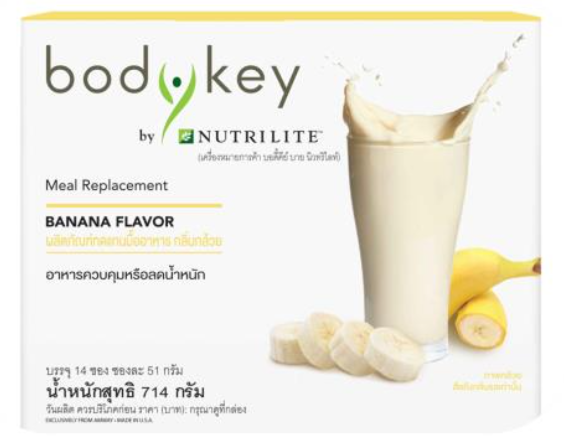 bodykey
by NUTRILITE™
(เครื่องหมายการค้า บอดี้คีย์ บาย นิวทริไลท์)
Meal Replacement
BANANA FLAVOR
ผลิตภัณฑ์ทดแทนมื้ออาหาร กลิ่นกล้วย
อาหารควบคุมหรือลดน้ำหนัก
บรรจุ 14 ซอง ซองละ 51 กรัม
น้ำหนักสุทธิ 714 กรัม
วันผลิต ควรบริโภคก่อน ราคา (บาท): กรุณาดูที่กล่อง
EXCLUSIVELY FROM AMWAY • MADE IN U.S.A.